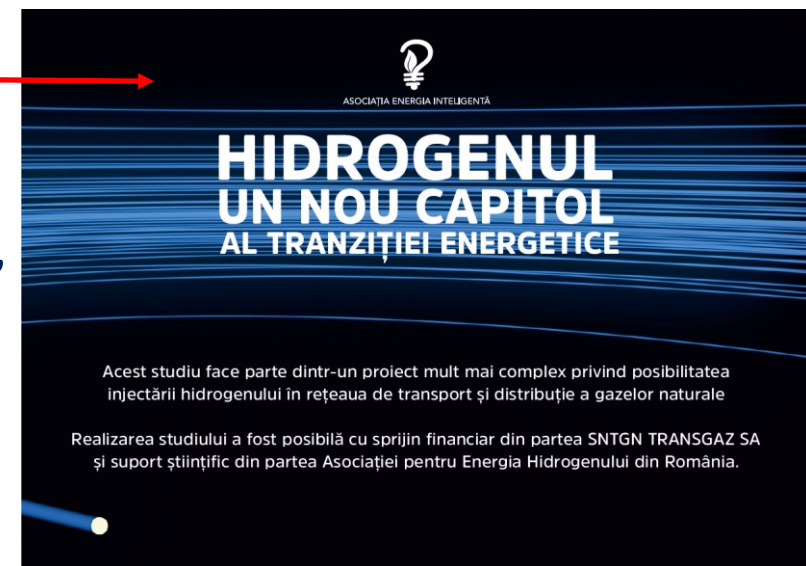 ASOCIAȚIA ENERGIA INTELIGENTĂ
HIDROGENUL
UN NOU CAPITOL
AL TRANZIȚIEI ENERGETICE
,
Acest studiu face parte dintr-un proiect mult mai complex privind posibilitatea
injectării hidrogenului în rețeaua de transport și distribuție a gazelor naturale
Realizarea studiului a fost posibilă cu sprijin financiar din partea SNTGN TRANSGAZ SA
și suport științific din partea Asociației pentru Energia Hidrogenului din România.